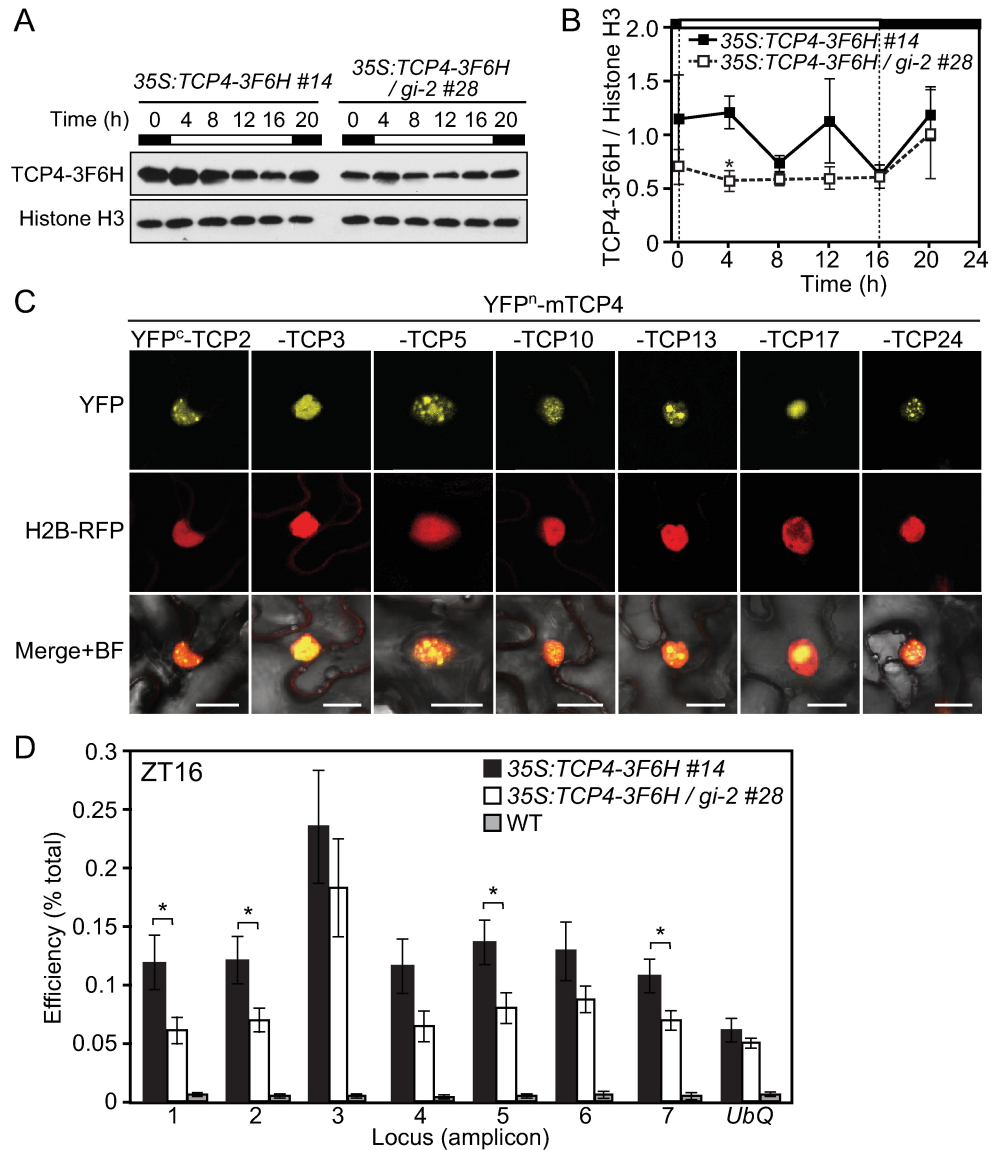 A
35S:TCP4-3F6H #14
35S:TCP4-3F6H
/ gi-2 #28
Time (h) 0 4 8 12 16 20 0 4 8 12 16 20
TCP4-3F6H
Histone H3
B
TCP4-3F6H / Histone H3
2.0
1.5
1.0
0.5
0
35S:TCP4-3F6H #14
35S:TCP4-3F6H / gi-2 #28
*
0 4 8 12 16 20 24
Time (h)
C
YFPn-mTCP4
YFPc-TCP2 -TCP3 -TCP5 -TCP10 -TCP13 -TCP17 -TCP24
YFP
H2B-RFP
Merge+BF
D
Efficiency (% total)
0.3
0.25
0.2
0.15
0.1
0.05
0
ZT16
35S:TCP4-3F6H #14
35S:TCP4-3F6H / gi-2 #28
WT
* * * *
1 2 3 4 5 6 7 UbQ
Locus (amplicon)